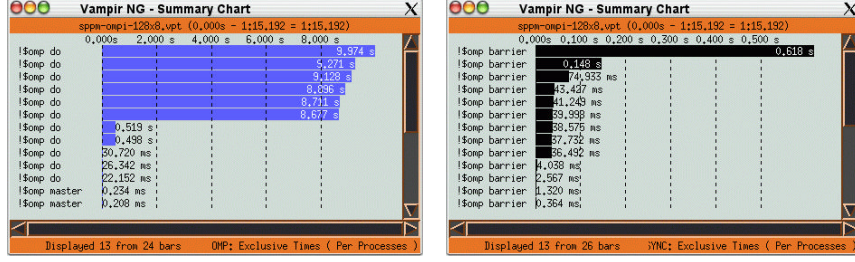 Vampir NG - Summary Chart X
sppm-ompi-128x8.vpt (0.000s - 1:15.192 = 1:15.192)
0.000s 2.000 s 4.000 s 6.000 s 8.000 s
!$omp do 9.974 s
!$omp do 9.271 s
!$omp do 9.128 s
!$omp do 8.896 s
!$omp do 8.711 s
!$omp do 8.677 s
!$omp do 0.519 s
!$omp do 0.498 s
!$omp do 30.720 ms
!$omp do 26.342 ms
!$omp do 22.152 ms
!$omp master 0.234 ms
!$omp master 0.208 ms
Displayed 13 from 24 bars OMP: Exclusive Times ( Per Processes )
Vampir NG - Summary Chart X
sppm-ompi-128x8.vpt (0.000s - 1:15.192 = 1:15.192)
0.000s 0.100 s 0.200 s 0.300 s 0.400 s 0.500 s
!$omp barrier 0.618 s
!$omp barrier 0.148 s
!$omp barrier 74.933 ms
!$omp barrier 43.427 ms
!$omp barrier 41.249 ms
!$omp barrier 39.998 ms
!$omp barrier 38.575 ms
!$omp barrier 37.732 ms
!$omp barrier 36.492 ms
!$omp barrier 4.038 ms
!$omp barrier 2.567 ms
!$omp barrier 1.320 ms
!$omp barrier 0.364 ms
Displayed 13 from 26 bars SYNC: Exclusive Times ( Per Processes )